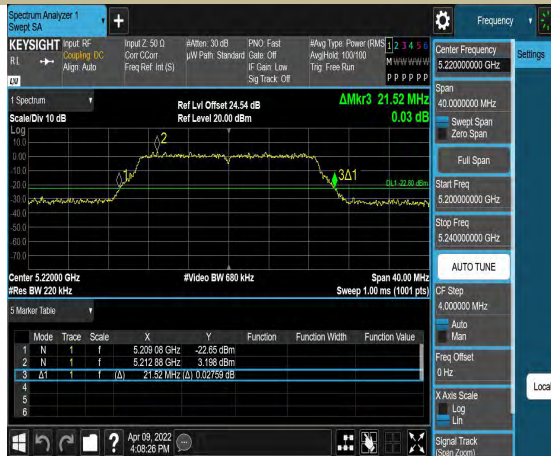 Spectrum Analyzer 1
Swept SA
+
Frequency
KEYSIGHT
Input: RF
Input Z: 50 Ω
#Atten: 30 dB
PNO: Fast
#Avg Type: Power (RMS)
1 2 3 4 5 6
RL
Coupling: DC
Corr CCorr
µW Path: Standard
Gate: Off
Avg|Hold: 100/100
M W W W W W
Align: Auto
Freq Ref: Int (S)
IF Gain: Low
Trig: Free Run
LXI
Sig Track: Off
P P P P P P
1 Spectrum
Ref Lvl Offset 24.54 dB
ΔMkr3 21.52 MHz
Scale/Div 10 dB
Ref Level 20.00 dBm
0.03 dB
Log
10.0
0.00
-10.0
-20.0
-30.0
-40.0
-50.0
-60.0
-70.0
2
1
3Δ1
DL1 -22.80 dBm
Center 5.22000 GHz
#Video BW 680 kHz
Span 40.00 MHz
#Res BW 220 kHz
Sweep 1.00 ms (1001 pts)
5 Marker Table
Mode Trace Scale X Y Function Function Width Function Value
1 N 1 f 5.209 08 GHz -22.65 dBm
2 N 1 f 5.212 88 GHz 3.198 dBm
3 Δ1 1 f (Δ) 21.52 MHz (Δ) 0.02759 dB
4
5
6
?
Apr 09, 2022
4:08:26 PM
Center Frequency
5.220000000 GHz
Settings
Span
40.0000000 MHz
Swept Span
Zero Span
Full Span
Start Freq
5.200000000 GHz
Stop Freq
5.240000000 GHz
AUTO TUNE
CF Step
4.000000 MHz
Auto
Man
Freq Offset
0 Hz
Local
X Axis Scale
Log
Lin
Signal Track
(Span Zoom)